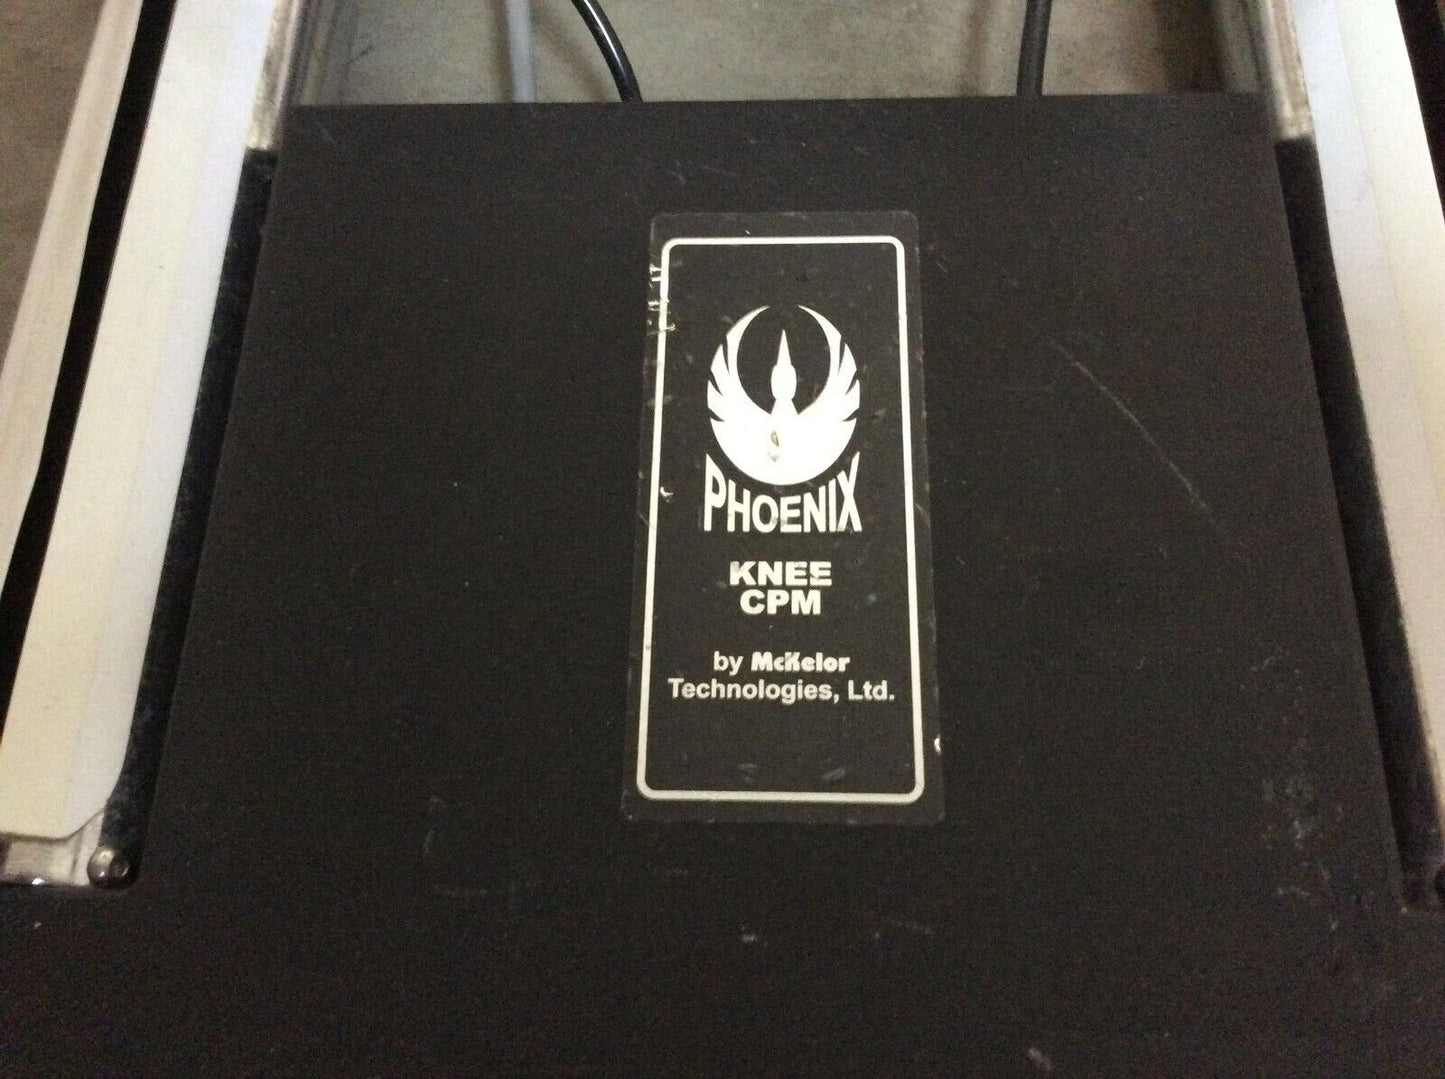 PHOENIX
KNEE
CPM
by McKelor
Technologies, Ltd.